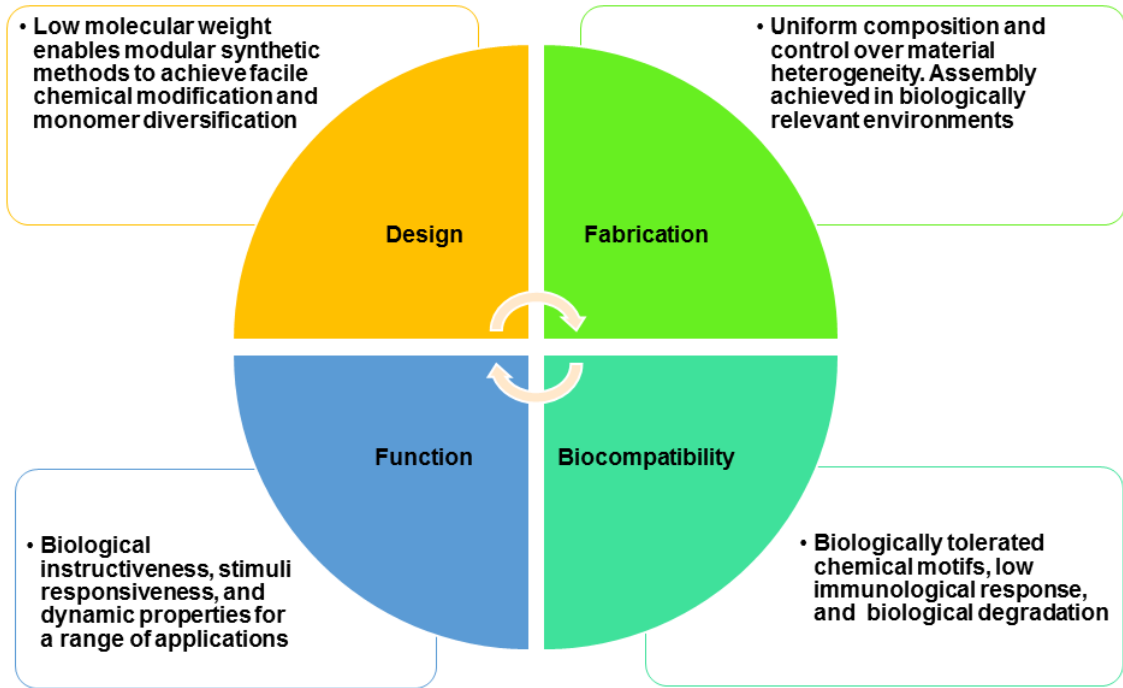 • Low molecular weight
enables modular synthetic
methods to achieve facile
chemical modification and
monomer diversification
• Uniform composition and
control over material
heterogeneity. Assembly
achieved in biologically
relevant environments
Design
Fabrication
Function
Biocompatibility
• Biological
instructiveness, stimuli
responsiveness, and
dynamic properties for
a range of applications
• Biologically tolerated
chemical motifs, low
immunological response,
and biological degradation